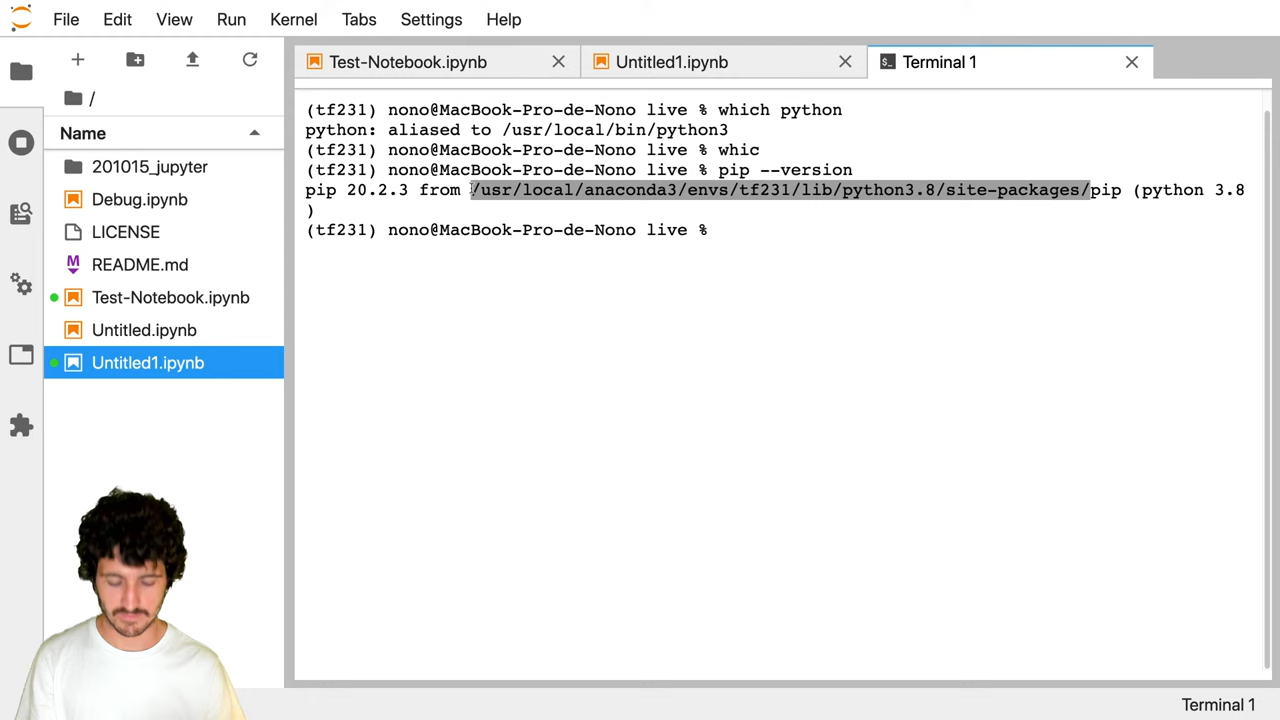 File Edit View Run Kernel Tabs Settings Help
Test-Notebook.ipynb Untitled1.ipynb Terminal 1
/
Name
201015_jupyter
Debug.ipynb
LICENSE
README.md
Test-Notebook.ipynb
Untitled.ipynb
Untitled1.ipynb
(tf231) nono@MacBook-Pro-de-Nono live % which python
python: aliased to /usr/local/bin/python3
(tf231) nono@MacBook-Pro-de-Nono live % whic
(tf231) nono@MacBook-Pro-de-Nono live % pip --version
pip 20.2.3 from /usr/local/anaconda3/envs/tf231/lib/python3.8/site-packages/pip (python 3.8
)
(tf231) nono@MacBook-Pro-de-Nono live %
Terminal 1